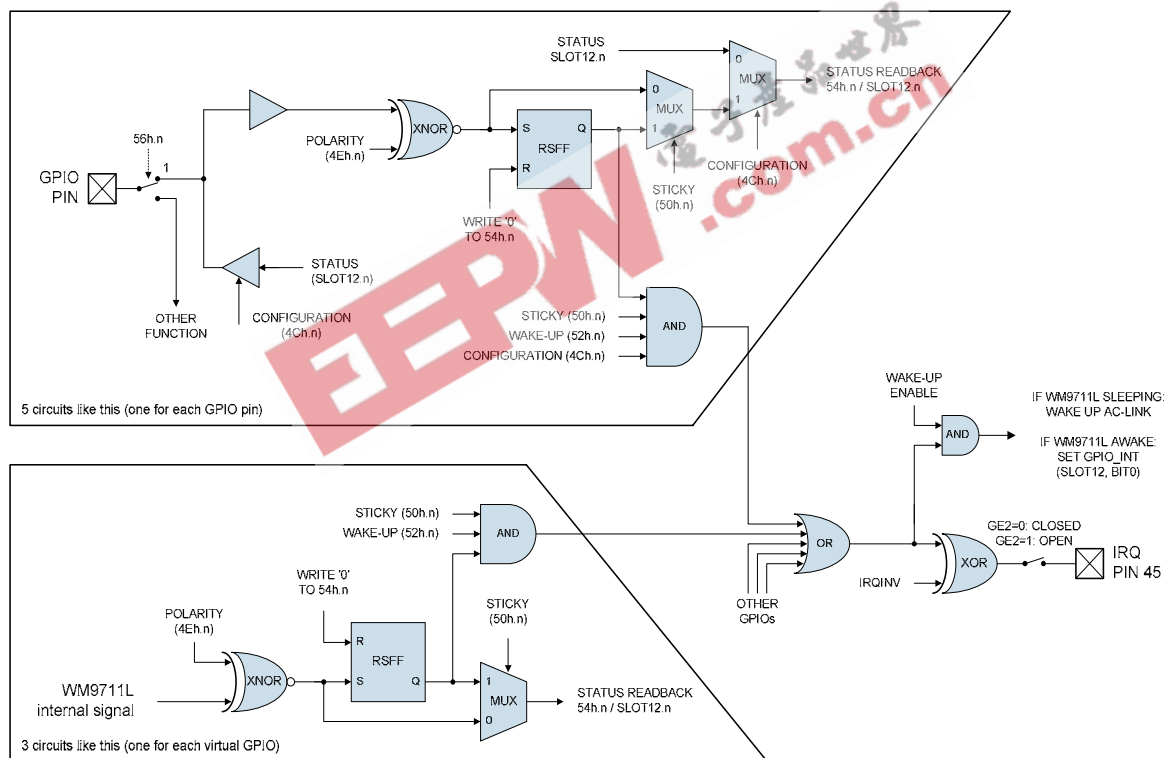 STATUS
SLOT12.n
0
MUX
1
STATUS READBACK
54h.n / SLOT12.n
電子產品世界
EEPW
.com.cn
56h.n
1
GPIO
PIN
POLARITY
(4Eh.n)
XNOR
S
Q
RSFF
R
0
MUX
1
STICKY
(50h.n)
CONFIGURATION
(4Ch.n)
WRITE '0'
TO 54h.n
STATUS
(SLOT12.n)
OTHER
FUNCTION
CONFIGURATION
(4Ch.n)
STICKY (50h.n)
WAKE-UP (52h.n)
CONFIGURATION (4Ch.n)
AND
5 circuits like this (one for each GPIO pin)
WAKE-UP
ENABLE
AND
IF WM9711L SLEEPING:
WAKE UP AC-LINK
IF WM9711L AWAKE:
SET GPIO_INT
(SLOT12, BIT0)
STICKY (50h.n)
WAKE-UP (52h.n)
AND
OR
OTHER
GPIOs
IRQINV
XOR
GE2=0: CLOSED
GE2=1: OPEN
IRQ
PIN 45
WRITE '0'
TO 54h.n
POLARITY
(4Eh.n)
WM9711L
internal signal
XNOR
R
RSFF
S
Q
STICKY
(50h.n)
1
MUX
0
STATUS READBACK
54h.n / SLOT12.n
3 circuits like this (one for each virtual GPIO)